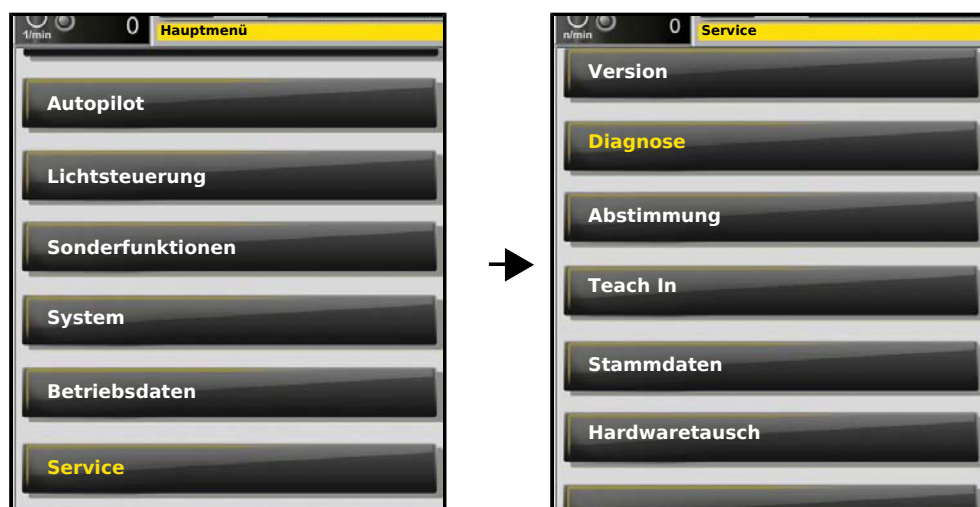 1/min
0
Hauptmenü
Autopilot
Lichtsteuerung
Sonderfunktionen
System
Betriebsdaten
Service
n/min
0
Service
Version
Diagnose
Abstimmung
Teach In
Stammdaten
Hardwaretausch